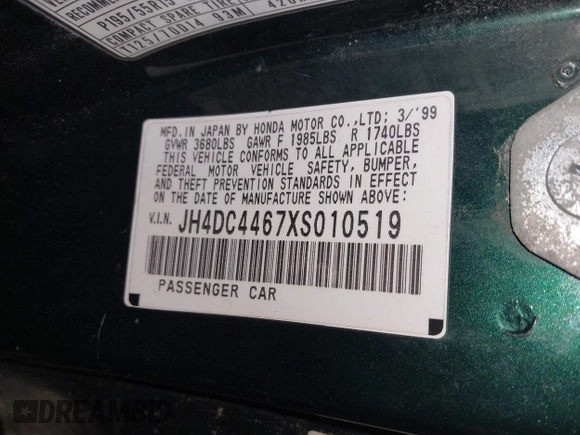 RECOMMEN
P195/55R15
COMPACT SPARE TIRE
T125/70D14 93M
MFD.IN JAPAN BY HONDA MOTOR CO.,LTD; 3/'99
GVWR 3680LBS GAWR F 1985LBS R 1740LBS
THIS VEHICLE CONFORMS TO ALL APPLICABLE
FEDERAL MOTOR VEHICLE SAFETY, BUMPER,
AND THEFT PREVENTION STANDARDS IN EFFECT
ON THE DATE OF MANUFACTURE SHOWN ABOVE:
V.I.N. JH4DC4467XS010519
PASSENGER CAR
DREAMBID